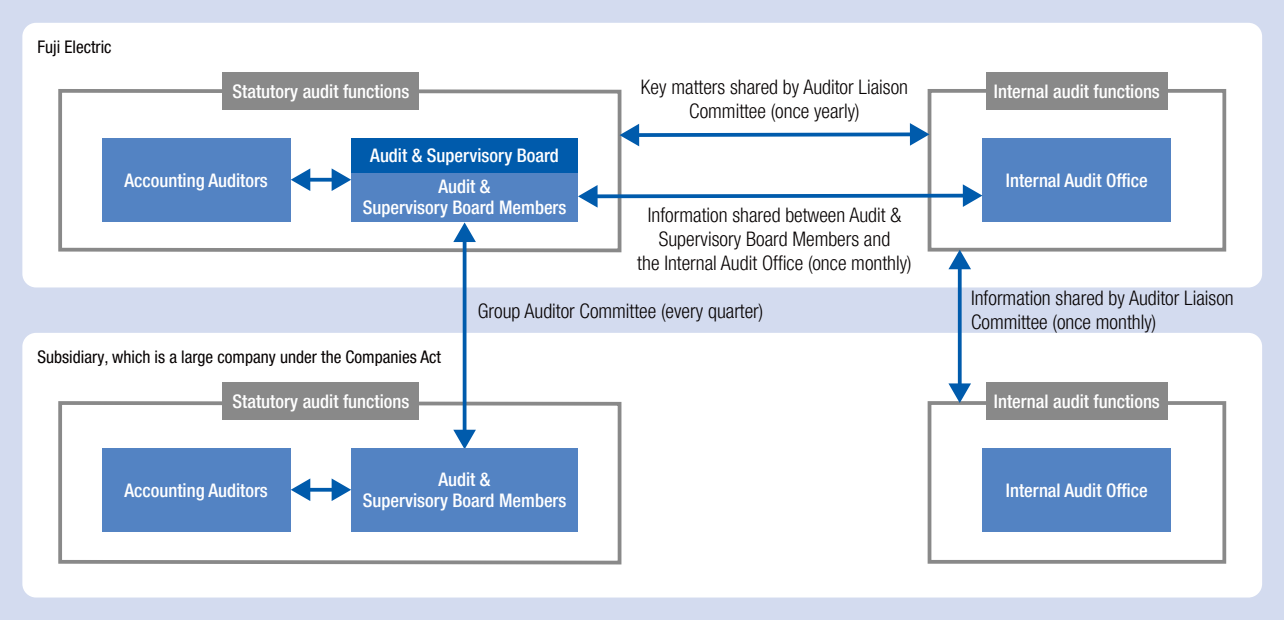 Fuji Electric
Statutory audit functions
Accounting Auditors
Audit & Supervisory Board
Audit &
Supervisory Board Members
Key matters shared by Auditor Liaison
Committee (once yearly)
Information shared between Audit &
Supervisory Board Members and
the Internal Audit Office (once monthly)
Internal audit functions
Internal Audit Office
Group Auditor Committee (every quarter)
Information shared by Auditor Liaison
Committee (once monthly)
Subsidiary, which is a large company under the Companies Act
Statutory audit functions
Accounting Auditors
Audit &
Supervisory Board Members
Internal audit functions
Internal Audit Office